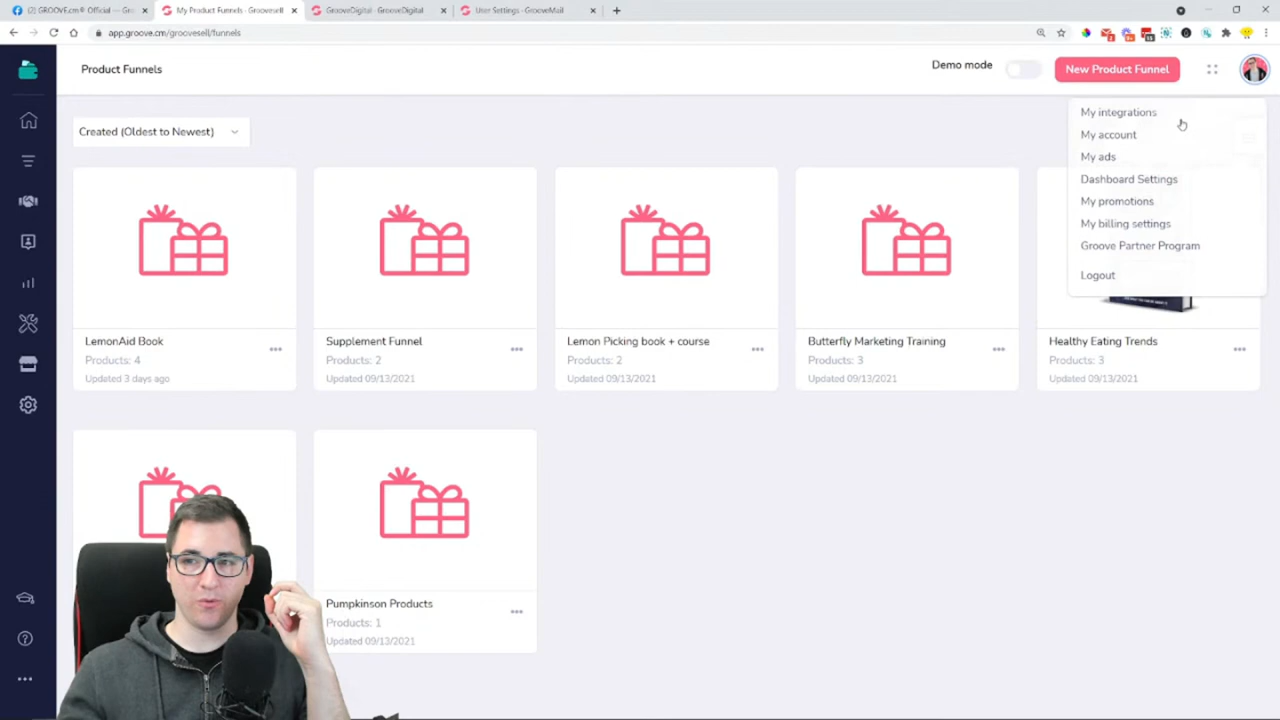 (2) GROOVE.cm® Official — Gro
My Product Funnels - Groovesell
GrooveDigital - GrooveDigital
User Settings - GrooveMail
app.groove.cm/groovesell/funnels
Product Funnels
Demo mode
New Product Funnel
Created (Oldest to Newest)
My integrations
My account
My ads
Dashboard Settings
My promotions
My billing settings
Groove Partner Program
Logout
LemonAid Book
Products: 4
Updated 3 days ago
Supplement Funnel
Products: 2
Updated 09/13/2021
Lemon Picking book + course
Products: 2
Updated 09/13/2021
Butterfly Marketing Training
Products: 3
Updated 09/13/2021
Healthy Eating Trends
Products: 3
Updated 09/13/2021
Pumpkinson Products
Products: 1
Updated 09/13/2021